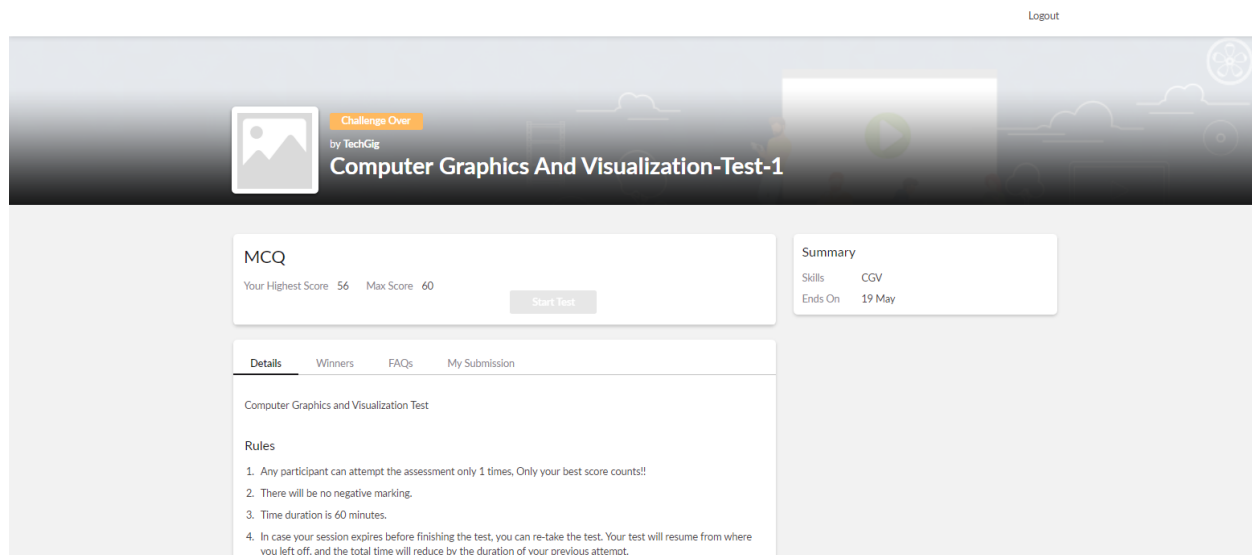 Logout
Challenge Over
by TechGig
Computer Graphics And Visualization-Test-1
MCQ
Your Highest Score 56 Max Score 60
Start Test
Summary
Skills CGV
Ends On 19 May
Details Winners FAQs My Submission
Computer Graphics and Visualization Test
Rules
1. Any participant can attempt the assessment only 1 times, Only your best score counts!!
2. There will be no negative marking.
3. Time duration is 60 minutes.
4. In case your session expires before finishing the test, you can re-take the test. Your test will resume from where
you left off, and the total time will reduce by the duration of your previous attempt.